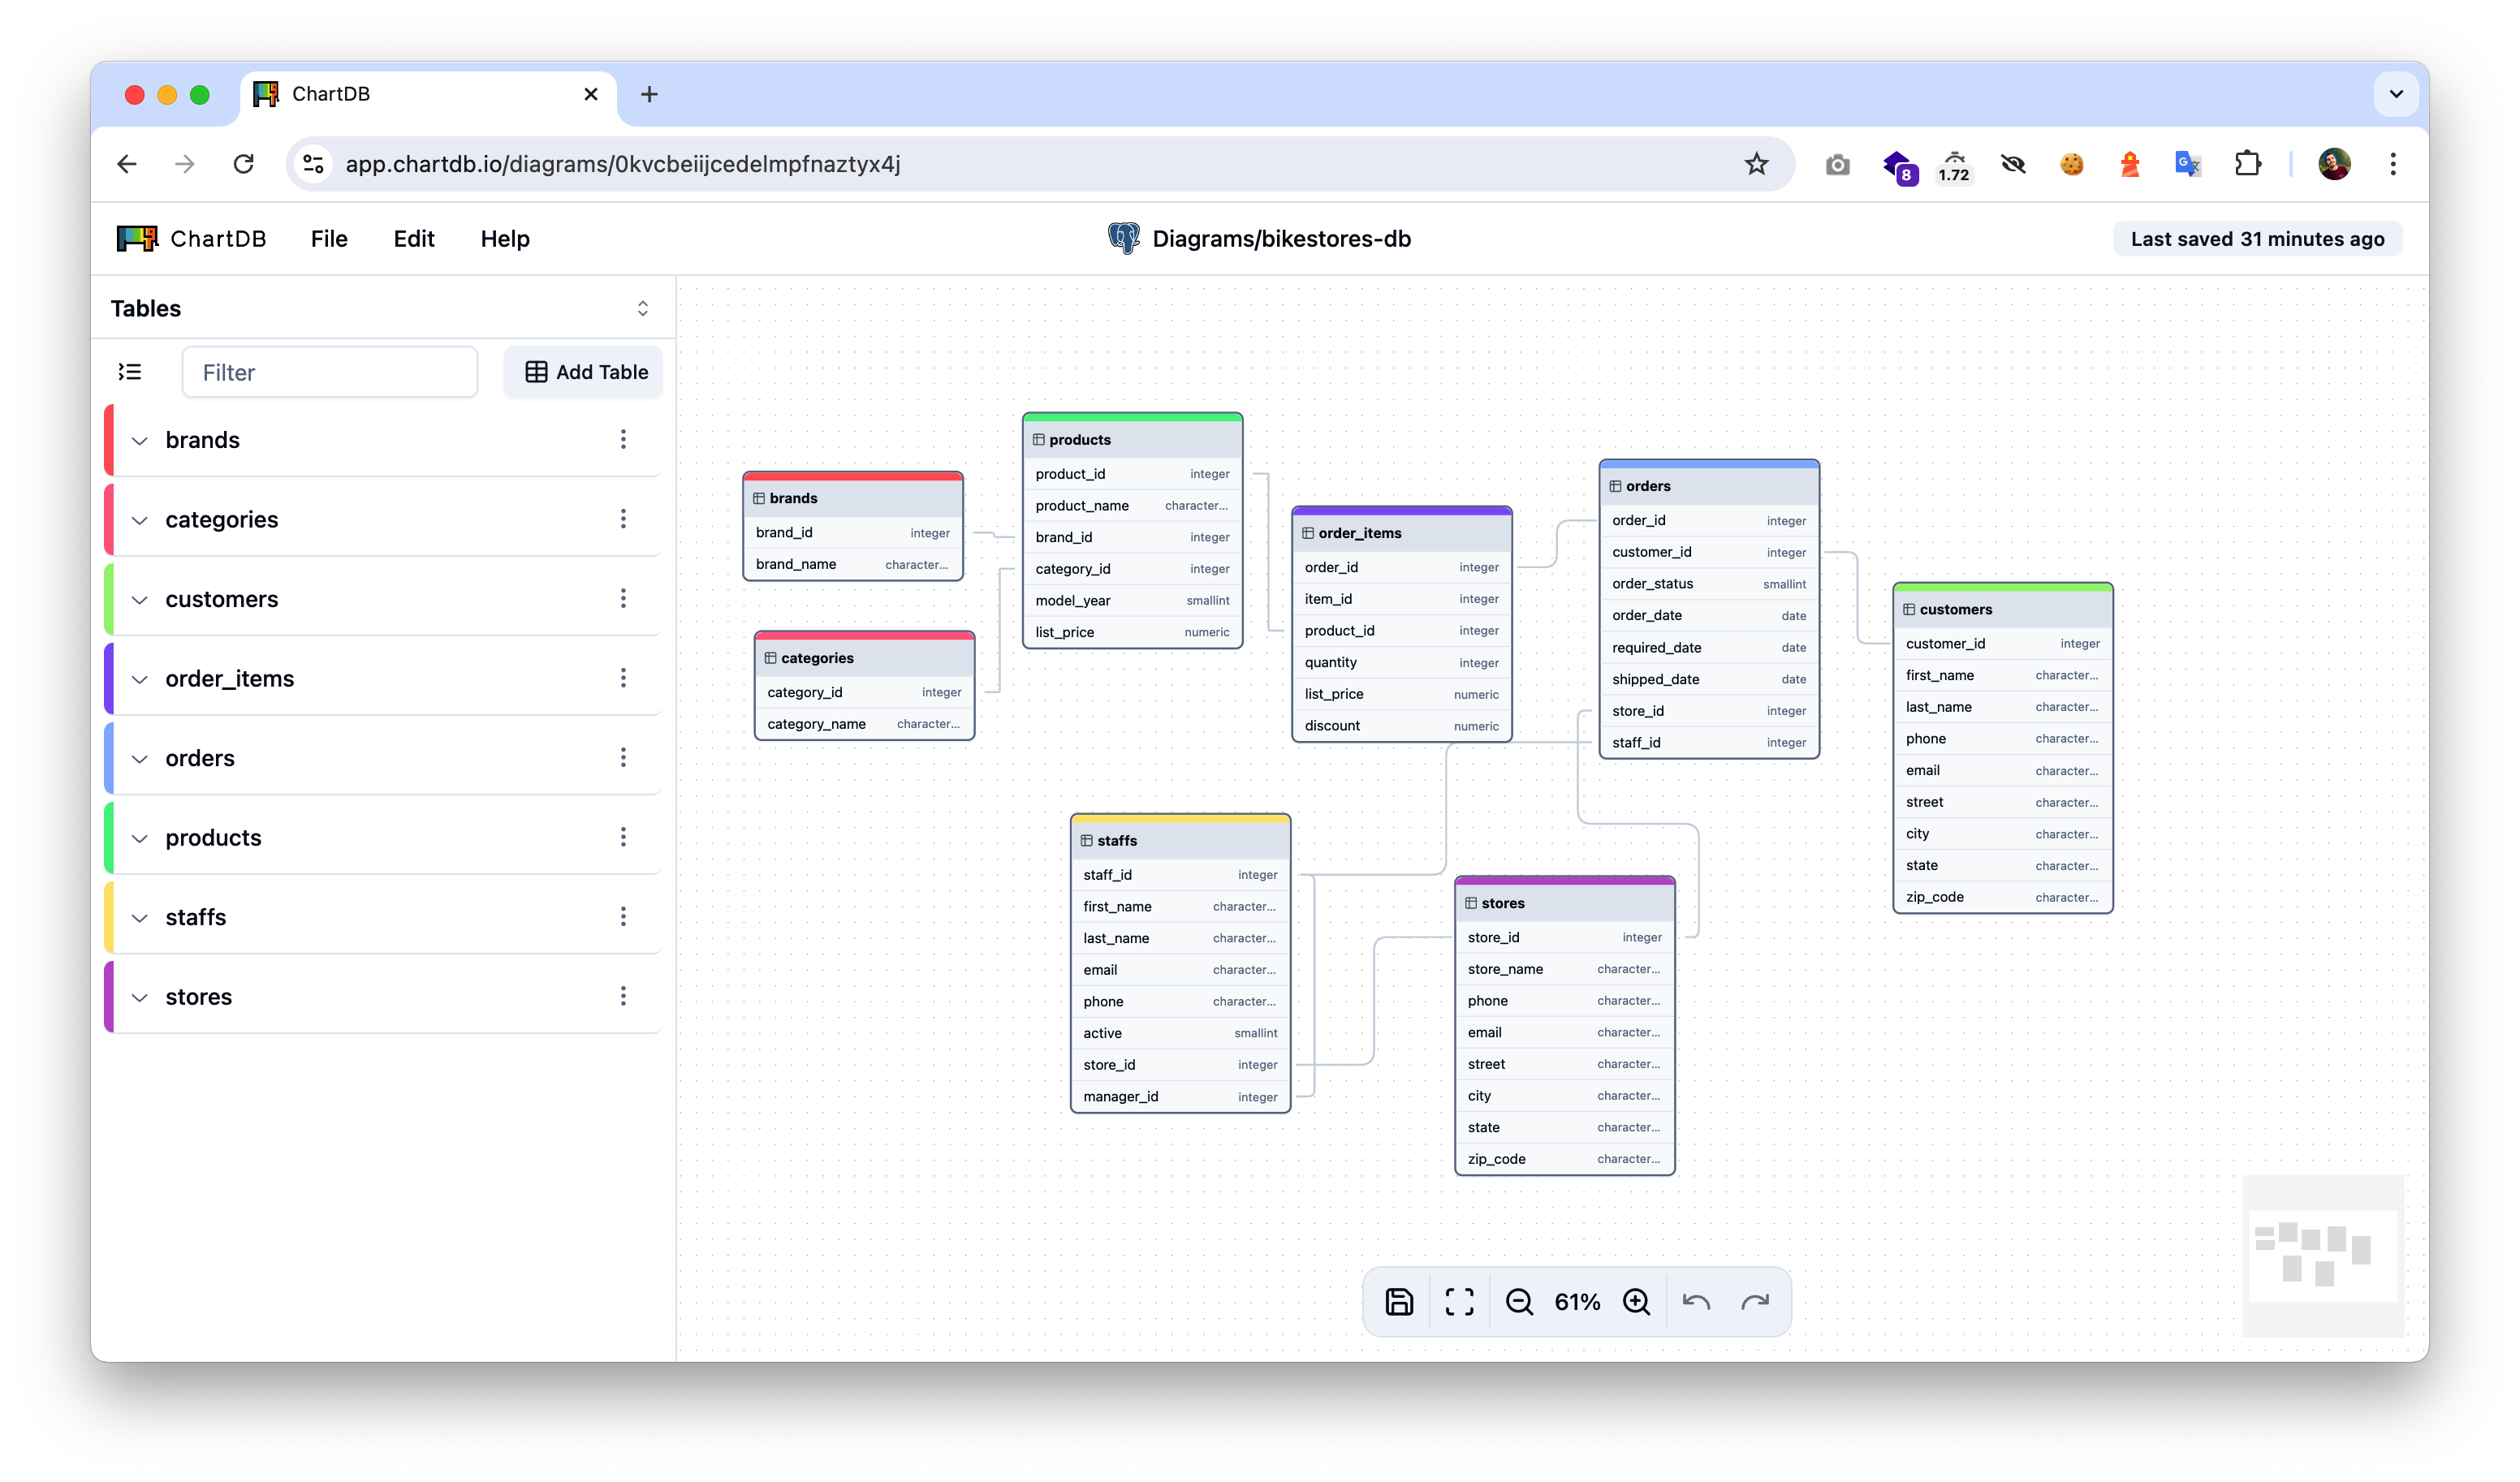 ChartDB
app.chartdb.io/diagrams/0kvcbeiijcedelmpfnaztyx4j
8
1.72
ChartDB
File
Edit
Help
Diagrams/bikestores-db
Last saved 31 minutes ago
Tables
Filter
Add Table
brands
categories
customers
order_items
orders
products
staffs
stores
brands
brand_id integer
brand_name character...
categories
category_id integer
category_name character...
products
product_id integer
product_name character...
brand_id integer
category_id integer
model_year smallint
list_price numeric
order_items
order_id integer
item_id integer
product_id integer
quantity integer
list_price numeric
discount numeric
orders
order_id integer
customer_id integer
order_status smallint
order_date date
required_date date
shipped_date date
store_id integer
staff_id integer
customers
customer_id integer
first_name character...
last_name character...
phone character...
email character...
street character...
city character...
state character...
zip_code character...
staffs
staff_id integer
first_name character...
last_name character...
email character...
phone character...
active smallint
store_id integer
manager_id integer
stores
store_id integer
store_name character...
phone character...
email character...
street character...
city character...
state character...
zip_code character...
61%